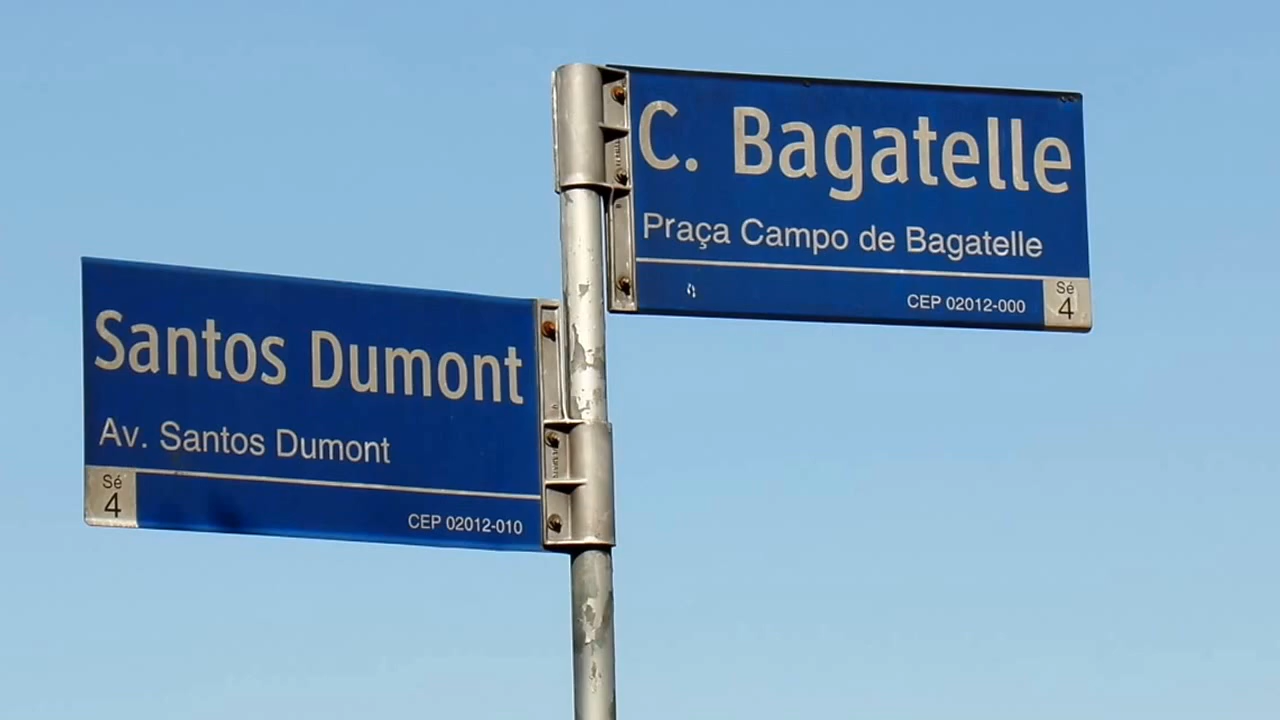 C. Bagatelle
Praça Campo de Bagatelle
CEP 02012-000
Sé
4
Santos Dumont
Av. Santos Dumont
Sé
4
CEP 02012-010